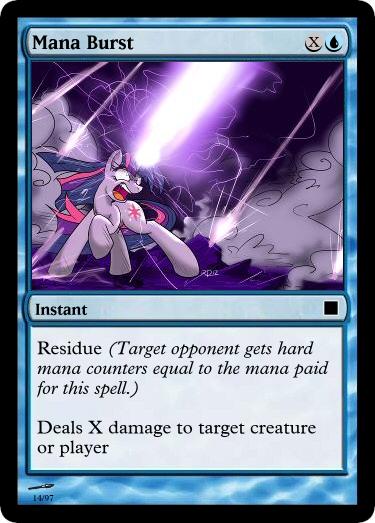 Mana Burst X
Instant
Residue (Target opponent gets hard
mana counters equal to the mana paid
for this spell.)
Deals X damage to target creature
or player
14/97